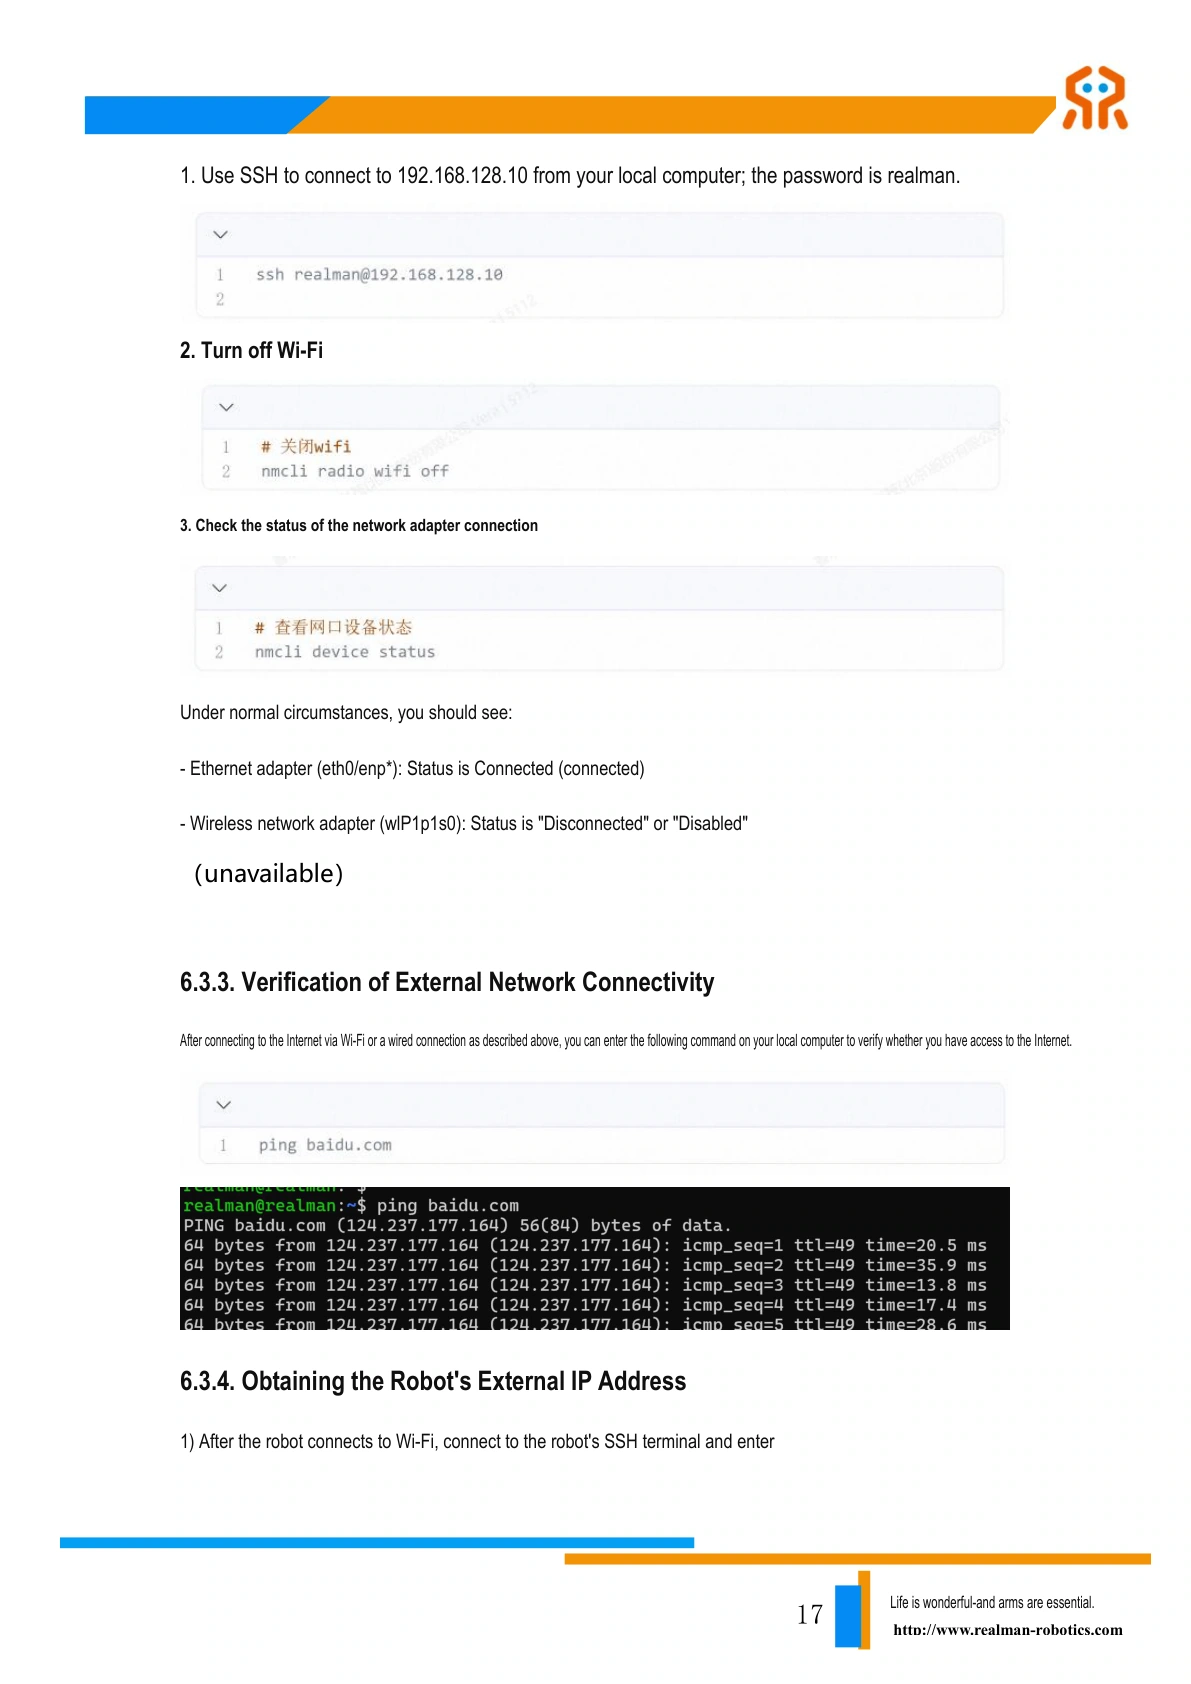 1. Use SSH to connect to 192.168.128.10 from your local computer; the password is realman.
1 ssh realman@192.168.128.10
2
2. Turn off Wi-Fi
1 # 关闭wifi
2 nmcli radio wifi off
3. Check the status of the network adapter connection
1 # 查看网口设备状态
2 nmcli device status
Under normal circumstances, you should see:
- Ethernet adapter (eth0/enp*): Status is Connected (connected)
- Wireless network adapter (wlP1p1s0): Status is "Disconnected" or "Disabled"
（unavailable）
6.3.3. Verification of External Network Connectivity
After connecting to the Internet via Wi-Fi or a wired connection as described above, you can enter the following command on your local computer to verify whether you have access to the Internet.
1 ping baidu.com
realman@realman: $
realman@realman:~$ ping baidu.com
PING baidu.com (124.237.177.164) 56(84) bytes of data.
64 bytes from 124.237.177.164 (124.237.177.164): icmp_seq=1 ttl=49 time=20.5 ms
64 bytes from 124.237.177.164 (124.237.177.164): icmp_seq=2 ttl=49 time=35.9 ms
64 bytes from 124.237.177.164 (124.237.177.164): icmp_seq=3 ttl=49 time=13.8 ms
64 bytes from 124.237.177.164 (124.237.177.164): icmp_seq=4 ttl=49 time=17.4 ms
64 bytes from 124.237.177.164 (124.237.177.164): icmp_seq=5 ttl=49 time=28.6 ms
6.3.4. Obtaining the Robot's External IP Address
1) After the robot connects to Wi-Fi, connect to the robot's SSH terminal and enter
17
Life is wonderful-and arms are essential.
http://www.realman-robotics.com